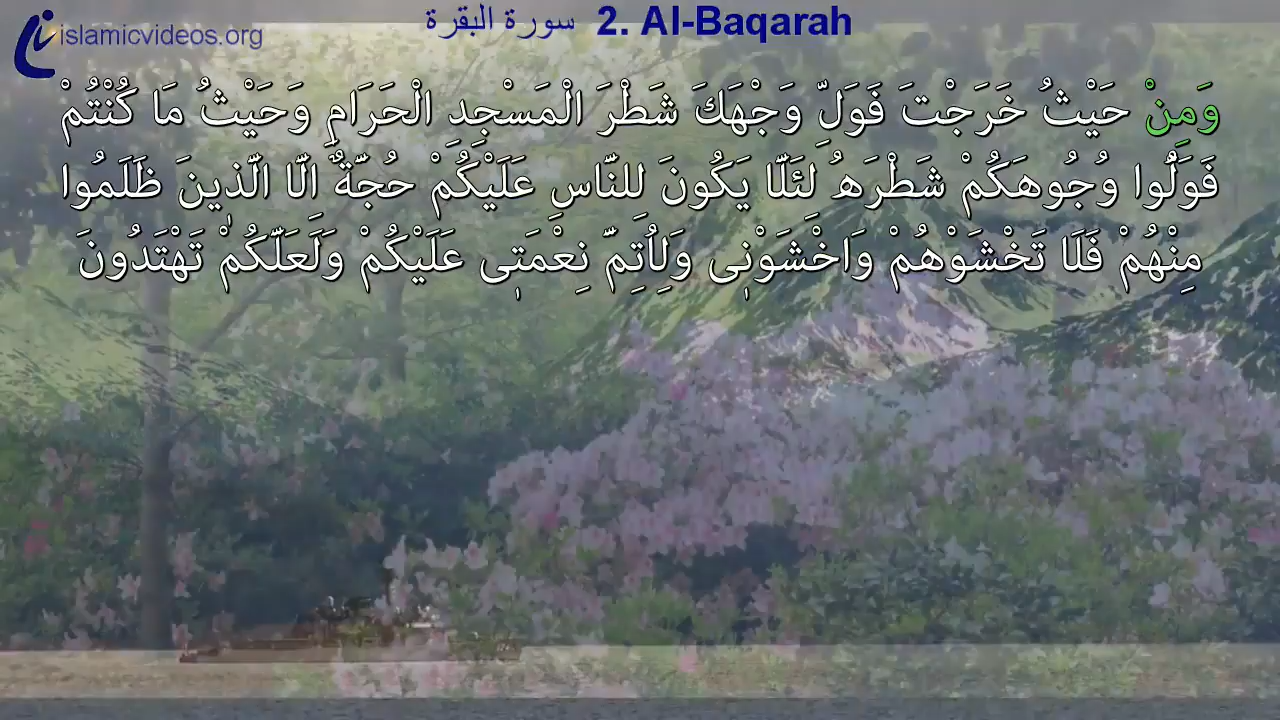 islamicvideos.org
سورة البقرة 2. Al-Baqarah
وَمِنْ حَيْثُ خَرَجْتَ فَوَلِّ وَجْهَكَ شَطْرَ الْمَسْجِدِ الْحَرَامِ وَحَيْثُ مَا كُنْتُمْ
فَوَلُّوا وُجُوهَكُمْ شَطْرَهُ لِئَلَّا يَكُونَ لِلنَّاسِ عَلَيْكُمْ حُجَّةٌ اِلَّا الَّذٖينَ ظَلَمُوا
مِنْهُمْ فَلَا تَخْشَوْهُمْ وَاخْشَوْنٖى وَلِاُتِمَّ نِعْمَتٖى عَلَيْكُمْ وَلَعَلَّكُمْ تَهْتَدُونَ